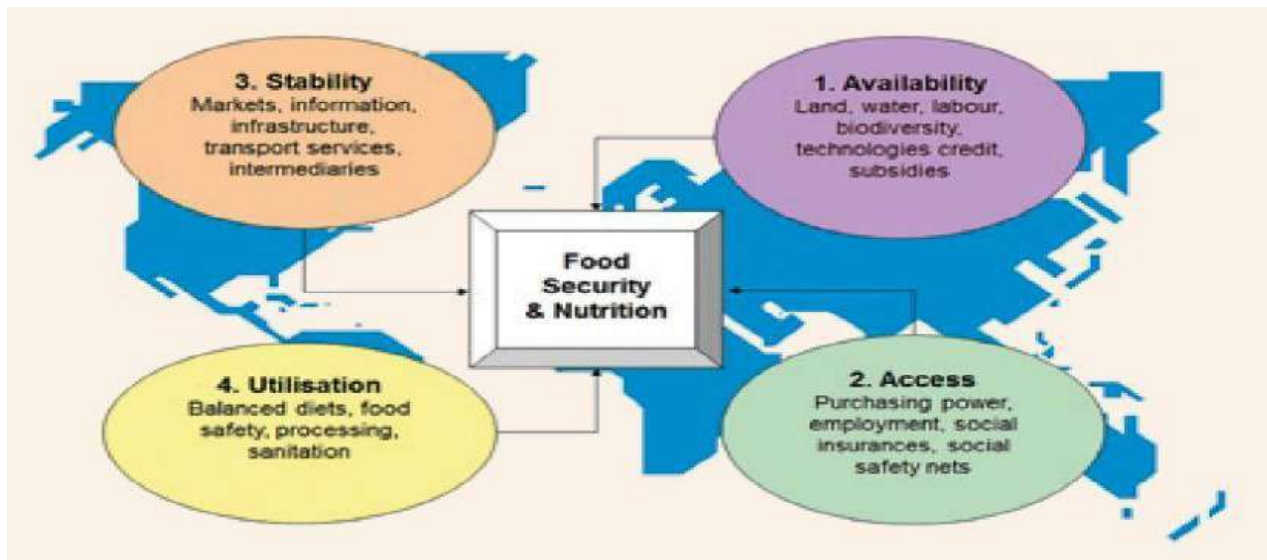 3. Stability
Markets, information,
infrastructure,
transport services,
intermediaries
1. Availability
Land, water, labour,
biodiversity,
technologies credit,
subsidies
Food
Security
& Nutrition
4. Utilisation
Balanced diets, food
safety, processing,
sanitation
2. Access
Purchasing power,
employment, social
insurances, social
safety nets